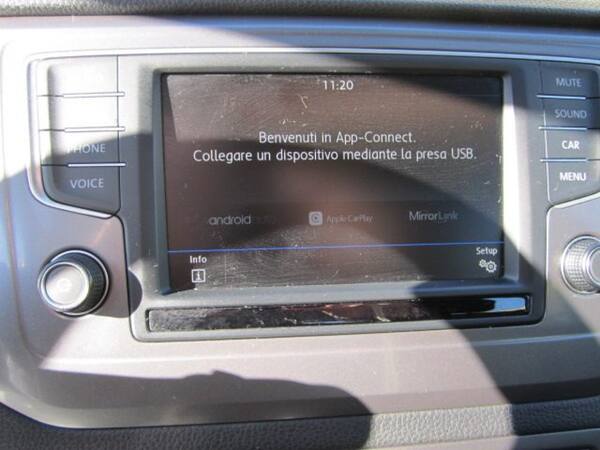 11:20
MUTE
SOUND
PHONE
CAR
VOICE
MENU
Benvenuti in App-Connect.
Collegare un dispositivo mediante la presa USB.
androidauto
Apple CarPlay
MirrorLink
Info
Setup